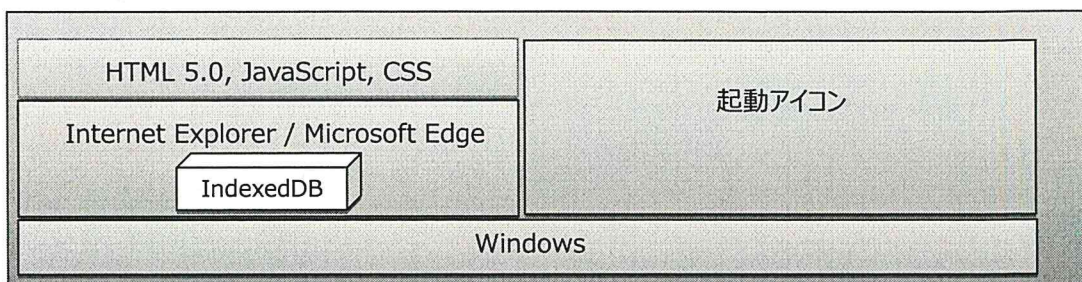 HTML 5.0, JavaScript, CSS
起動アイコン
Internet Explorer / Microsoft Edge
IndexedDB
Windows